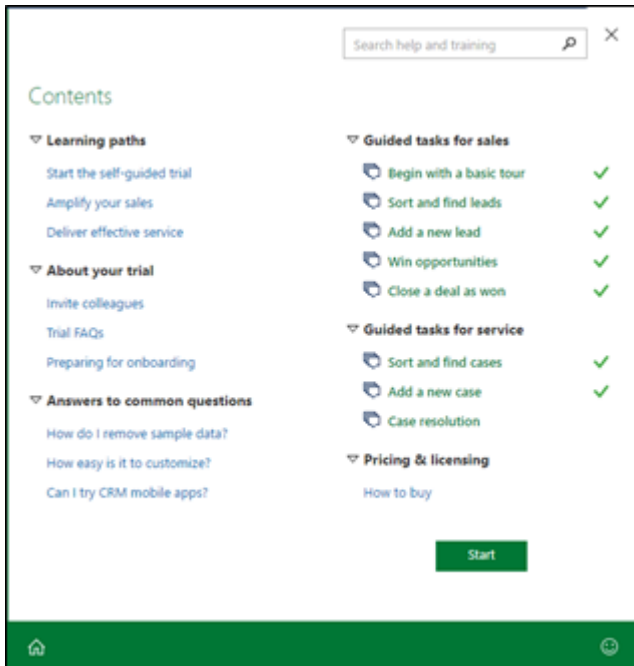 Search help and training
Contents
Learning paths
Start the self-guided trial
Amplify your sales
Deliver effective service
About your trial
Invite colleagues
Trial FAQs
Preparing for onboarding
Answers to common questions
How do I remove sample data?
How easy is it to customize?
Can I try CRM mobile apps?
Guided tasks for sales
Begin with a basic tour
Sort and find leads
Add a new lead
Win opportunities
Close a deal as won
Guided tasks for service
Sort and find cases
Add a new case
Case resolution
Pricing & licensing
How to buy
Start